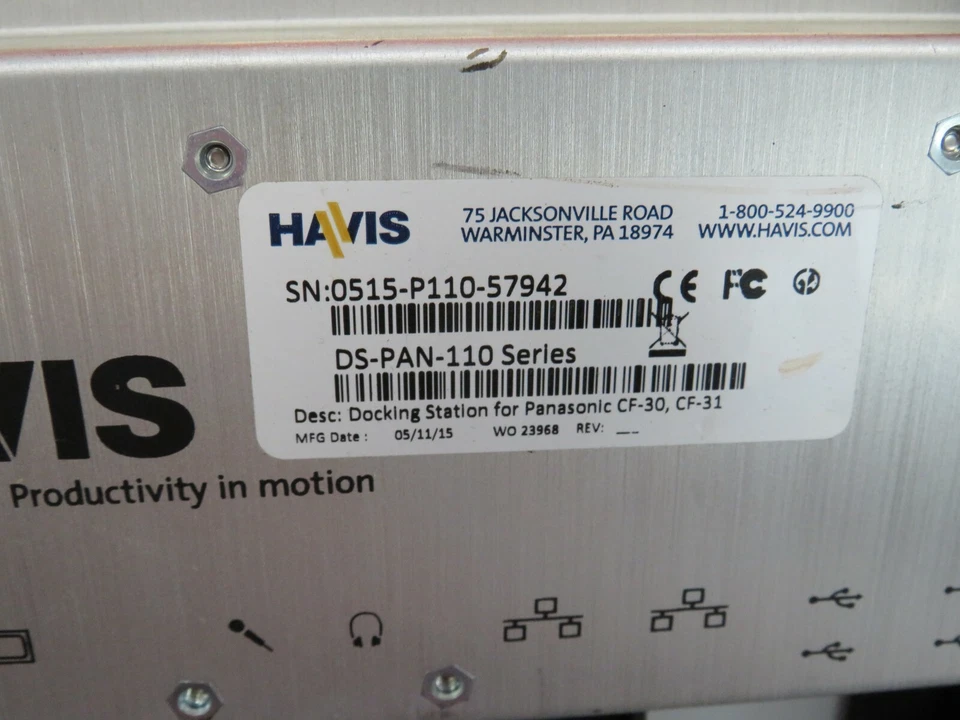 HAVIS
75 JACKSONVILLE ROAD
WARMINSTER, PA 18974
1-800-524-9900
WWW.HAVIS.COM
SN:0515-P110-57942
CE FC
DS-PAN-110 Series
Desc: Docking Station for Panasonic CF-30, CF-31
MFG Date : 05/11/15 WO 23968 REV: __
VIS
Productivity in motion